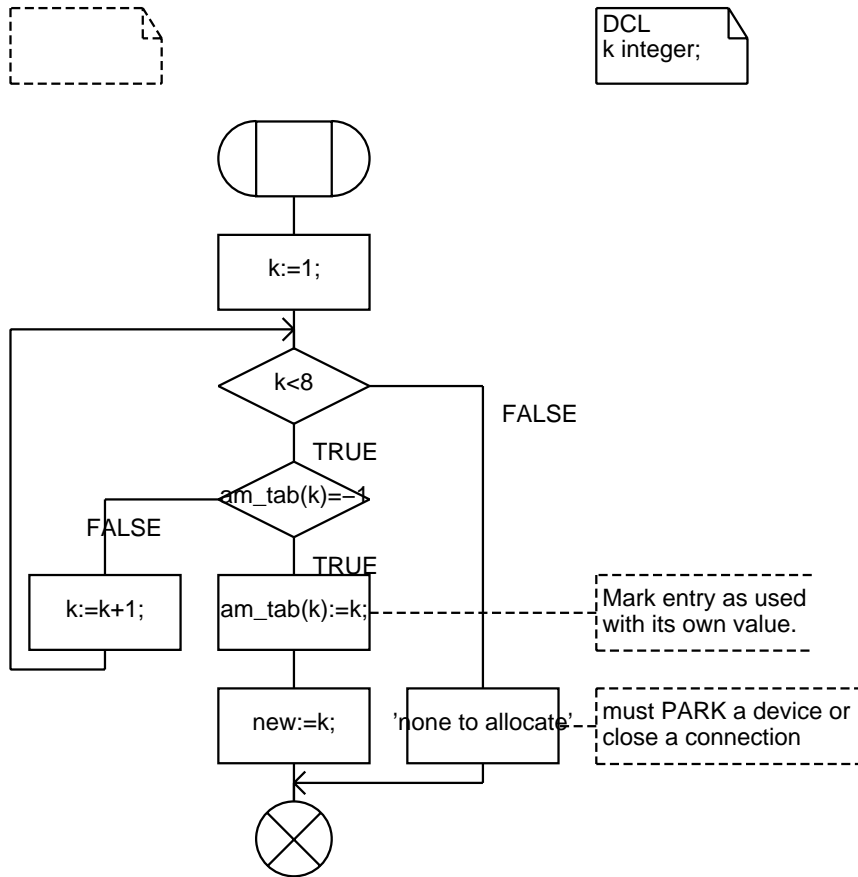 DCL
k integer;
k:=1;
k<8
FALSE
TRUE
am_tab(k)=−1
FALSE
TRUE
k:=k+1;
am_tab(k):=k;
Mark entry as used
with its own value.
new:=k;
’none to allocate’
must PARK a device or
close a connection